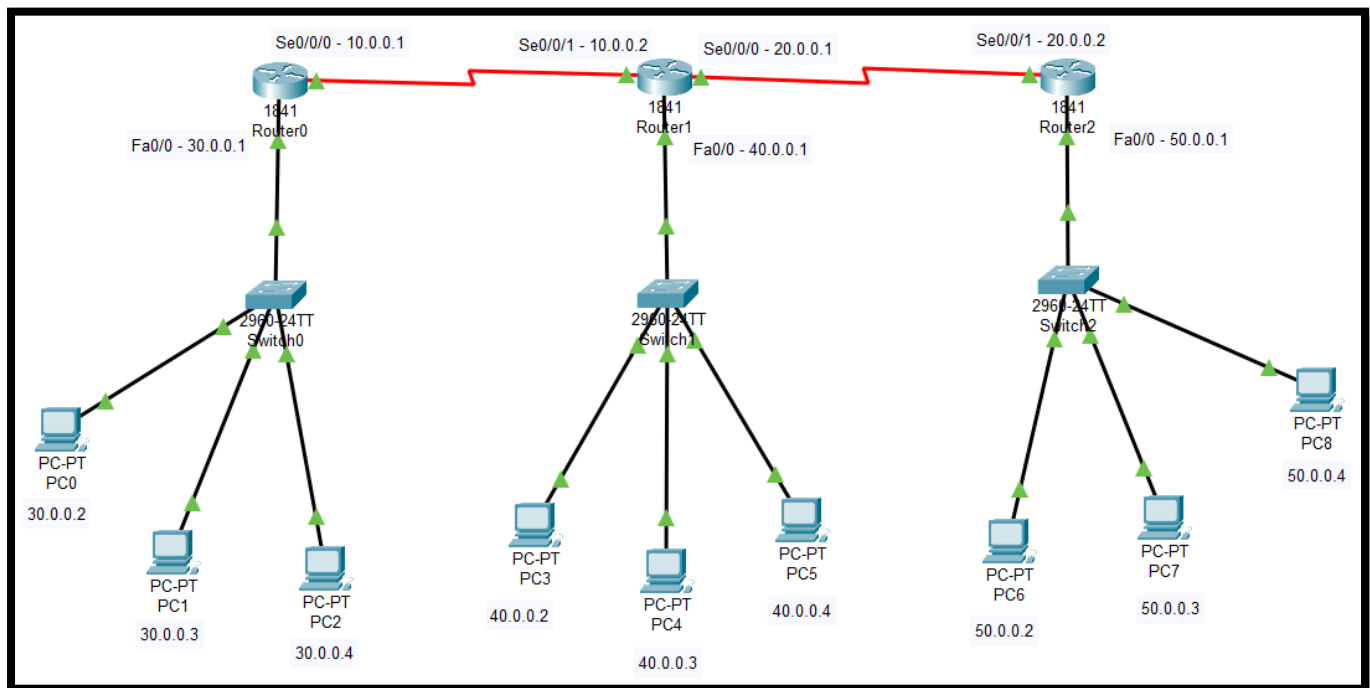 Se0/0/0 - 10.0.0.1
Se0/0/1 - 10.0.0.2
Se0/0/0 - 20.0.0.1
Se0/0/1 - 20.0.0.2
1841
Router0
1841
Router1
1841
Router2
Fa0/0 - 30.0.0.1
Fa0/0 - 40.0.0.1
Fa0/0 - 50.0.0.1
2960-24TT
Switch0
2960-24TT
Switch1
2960-24TT
Switch2
PC-PT
PC0
30.0.0.2
PC-PT
PC1
30.0.0.3
PC-PT
PC2
30.0.0.4
PC-PT
PC3
40.0.0.2
PC-PT
PC4
40.0.0.3
PC-PT
PC5
40.0.0.4
PC-PT
PC6
50.0.0.2
PC-PT
PC7
50.0.0.3
PC-PT
PC8
50.0.0.4